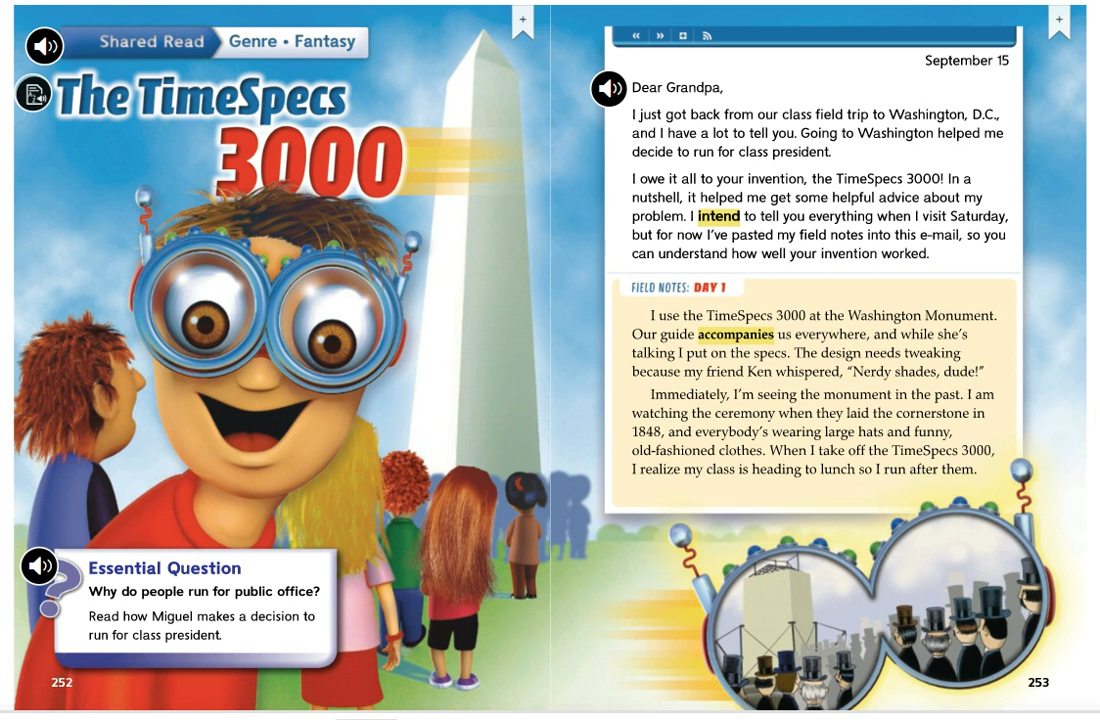 Shared Read Genre • Fantasy
The TimeSpecs
3000
Essential Question
Why do people run for public office?
Read how Miguel makes a decision to
run for class president.
252
September 15
Dear Grandpa,
I just got back from our class field trip to Washington, D.C.,
and I have a lot to tell you. Going to Washington helped me
decide to run for class president.
I owe it all to your invention, the TimeSpecs 3000! In a
nutshell, it helped me get some helpful advice about my
problem. I intend to tell you everything when I visit Saturday,
but for now I've pasted my field notes into this e-mail, so you
can understand how well your invention worked.
FIELD NOTES: DAY 1
I use the TimeSpecs 3000 at the Washington Monument.
Our guide accompanies us everywhere, and while she's
talking I put on the specs. The design needs tweaking
because my friend Ken whispered, "Nerdy shades, dude!"
Immediately, I'm seeing the monument in the past. I am
watching the ceremony when they laid the cornerstone in
1848, and everybody's wearing large hats and funny,
old-fashioned clothes. When I take off the TimeSpecs 3000,
I realize my class is heading to lunch so I run after them.
253